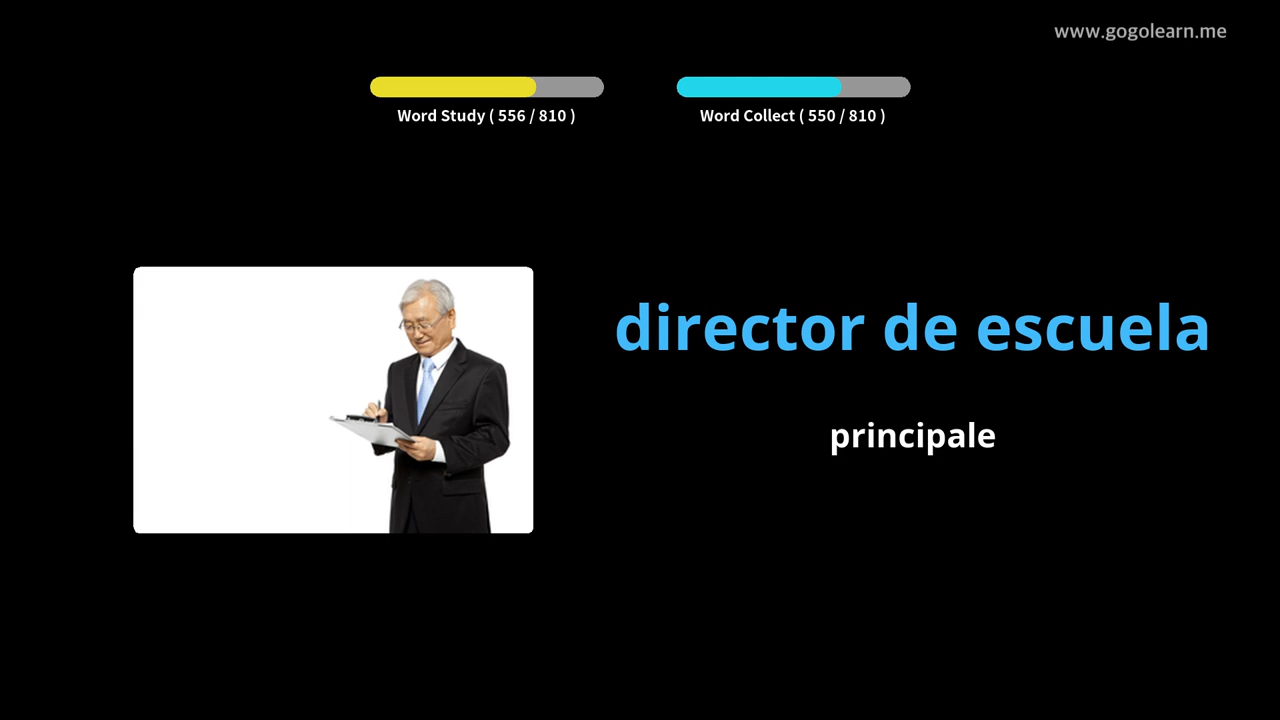 www.gogolearn.me
Word Study ( 556 / 810 )
Word Collect ( 550 / 810 )
director de escuela
principale